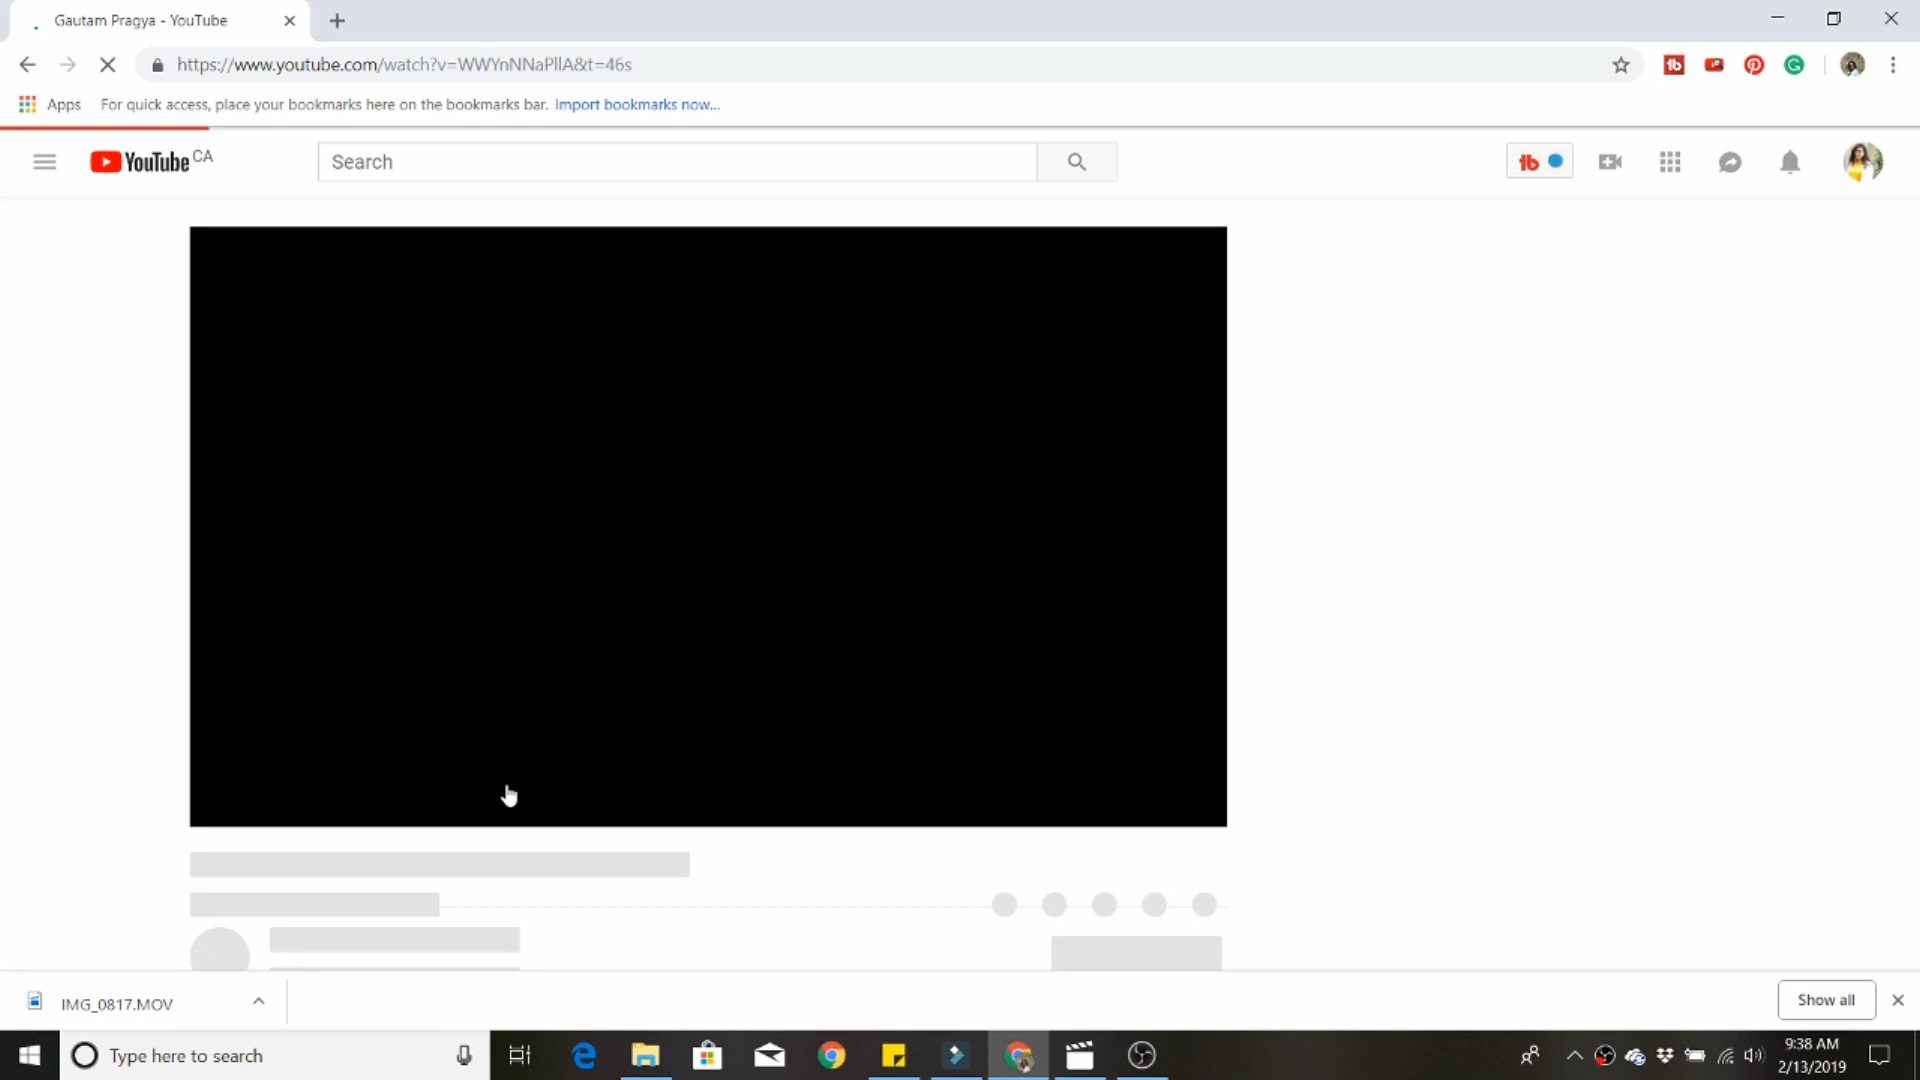 Gautam Pragya - YouTube
https://www.youtube.com/watch?v=WWYnNNaPllA&t=46s
Apps For quick access, place your bookmarks here on the bookmarks bar. Import bookmarks now...
YouTube CA
Search
IMG_0817.MOV
Show all
Type here to search
9:38 AM
2/13/2019